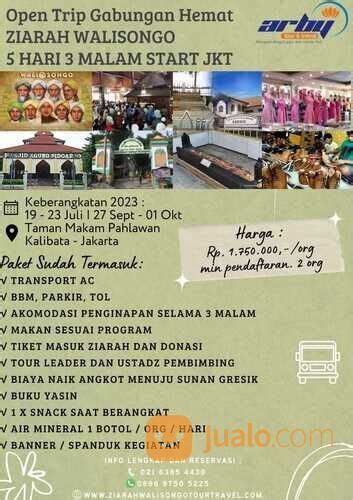 Open Trip Gabungan Hemat
ZIARAH WALISONGO
5 HARI 3 MALAM START JKT
arby
WALISONGO
MASJID AGUNG SIDOARJO
Keberangkatan 2023 :
19 - 23 Juli I 27 Sept - 01 Okt
Taman Makam Pahlawan
Kalibata - Jakarta
Harga :
Rp. 1.750.000,-/org
min pendaftaran. 2 org
Paket Sudah Termasuk:
√ TRANSPORT AC
√ BBM, PARKIR, TOL
√ AKOMODASI PENGINAPAN SELAMA 3 MALAM
√ MAKAN SESUAI PROGRAM
√ TIKET MASUK ZIARAH DAN DONASI
√ TOUR LEADER DAN USTADZ PEMBIMBING
√ BIAYA NAIK ANGKOT MENUJU SUNAN GRESIK
√ BUKU YASIN
√ 1 X SNACK SAAT BERANGKAT
√ AIR MINERAL 1 BOTOL / ORG / HARI
√ BANNER / SPANDUK KEGIATAN
jualo.com
INFO LENGKAP DAN RESERVASI :
021 6385 4430
0896 9750 5225
WWW.ZIARAHWALISONGOTOURTRAVEL.COM